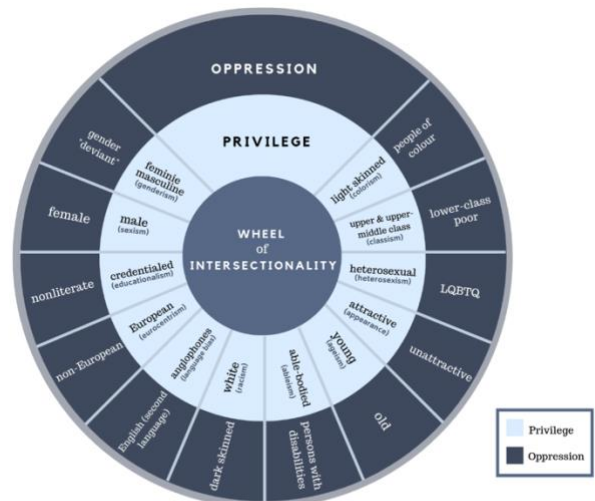 OPPRESSION
PRIVILEGE
WHEEL
of
INTERSECTIONALITY
light skinned
(colorism)
upper & upper-
middle class
(classism)
heterosexual
(heterosexism)
attractive
(appearance)
young
(ageism)
able-bodied
(ableism)
white
(racism)
anglophones
(language bias)
European
(eurocentrism)
credentialed
(educationalism)
male
(sexism)
feminie
masculine
(genderism)
people of
colour
lower-class
poor
LQBTQ
unattractive
old
persons with
disabilities
dark skinned
English (second
language)
non-European
nonliterate
female
gender
"deviant"
Privilege
Oppression